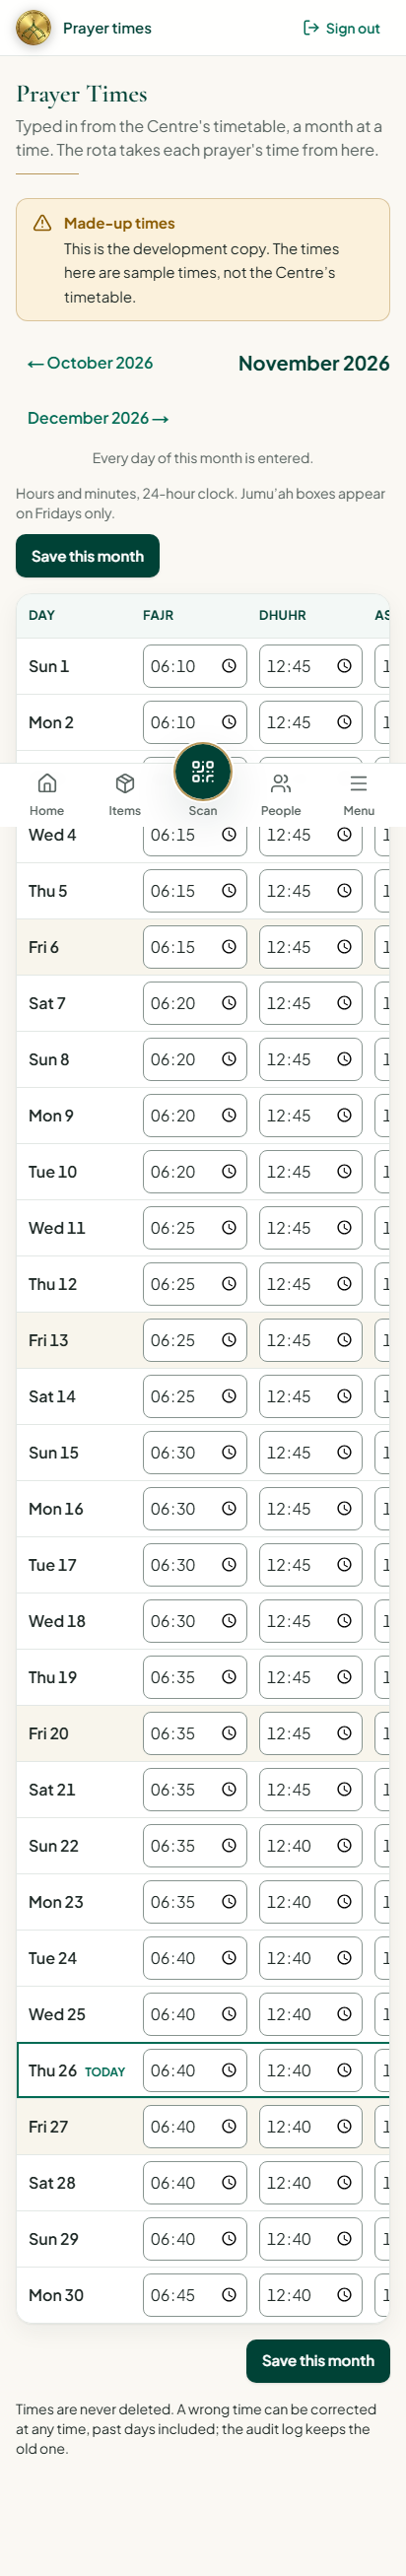 Prayer times
Sign out
Prayer Times
Typed in from the Centre's timetable, a month at a
time. The rota takes each prayer's time from here.
Made-up times
This is the development copy. The times
here are sample times, not the Centre's
timetable.
← October 2026
November 2026
December 2026 →
Every day of this month is entered.
Hours and minutes, 24-hour clock. Jumu'ah boxes appear
on Fridays only.
Save this month
DAY FAJR DHUHR
Sun 1 06:10 12:45
Mon 2 06:10 12:45
Home Items Scan People Menu
Wed 4 06:15 12:45
Thu 5 06:15 12:45
Fri 6 06:15 12:45
Sat 7 06:20 12:45
Sun 8 06:20 12:45
Mon 9 06:20 12:45
Tue 10 06:20 12:45
Wed 11 06:25 12:45
Thu 12 06:25 12:45
Fri 13 06:25 12:45
Sat 14 06:25 12:45
Sun 15 06:30 12:45
Mon 16 06:30 12:45
Tue 17 06:30 12:45
Wed 18 06:30 12:45
Thu 19 06:35 12:45
Fri 20 06:35 12:45
Sat 21 06:35 12:45
Sun 22 06:35 12:40
Mon 23 06:35 12:40
Tue 24 06:40 12:40
Wed 25 06:40 12:40
Thu 26 TODAY 06:40 12:40
Fri 27 06:40 12:40
Sat 28 06:40 12:40
Sun 29 06:40 12:40
Mon 30 06:45 12:40
Save this month
Times are never deleted. A wrong time can be corrected
at any time, past days included; the audit log keeps the
old one.